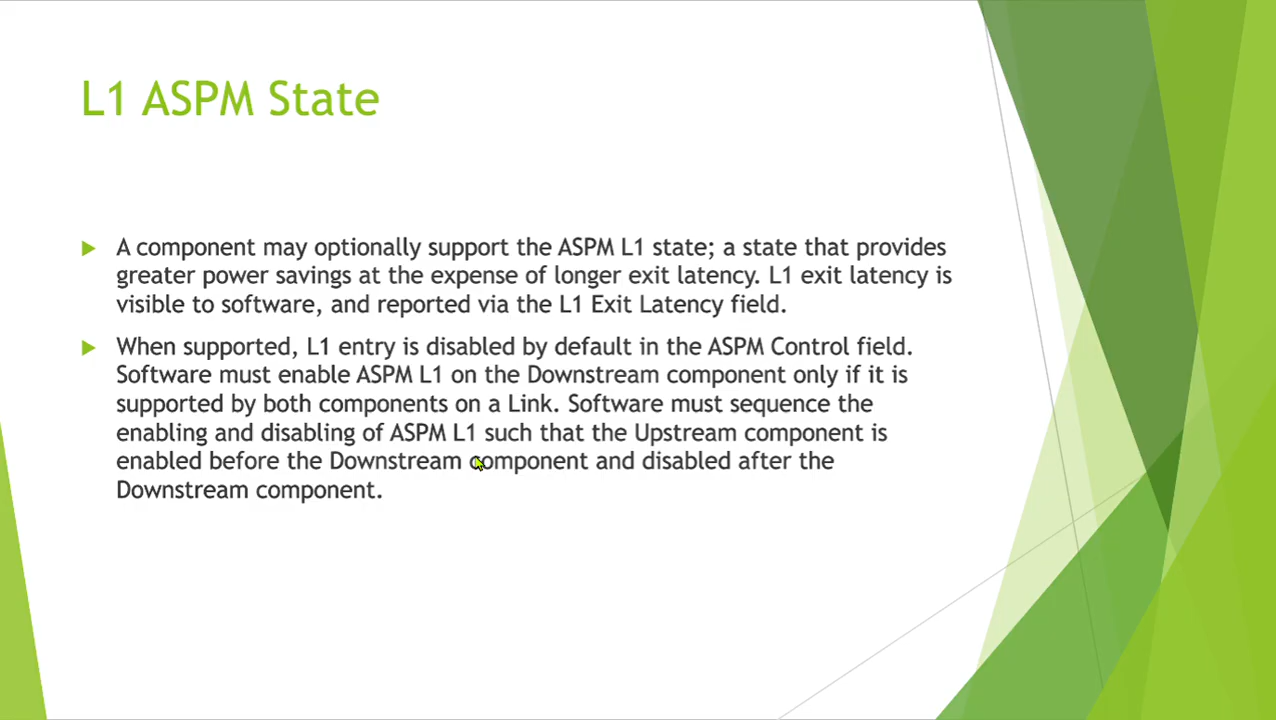 L1 ASPM State
A component may optionally support the ASPM L1 state; a state that provides
greater power savings at the expense of longer exit latency. L1 exit latency is
visible to software, and reported via the L1 Exit Latency field.
When supported, L1 entry is disabled by default in the ASPM Control field.
Software must enable ASPM L1 on the Downstream component only if it is
supported by both components on a Link. Software must sequence the
enabling and disabling of ASPM L1 such that the Upstream component is
enabled before the Downstream component and disabled after the
Downstream component.